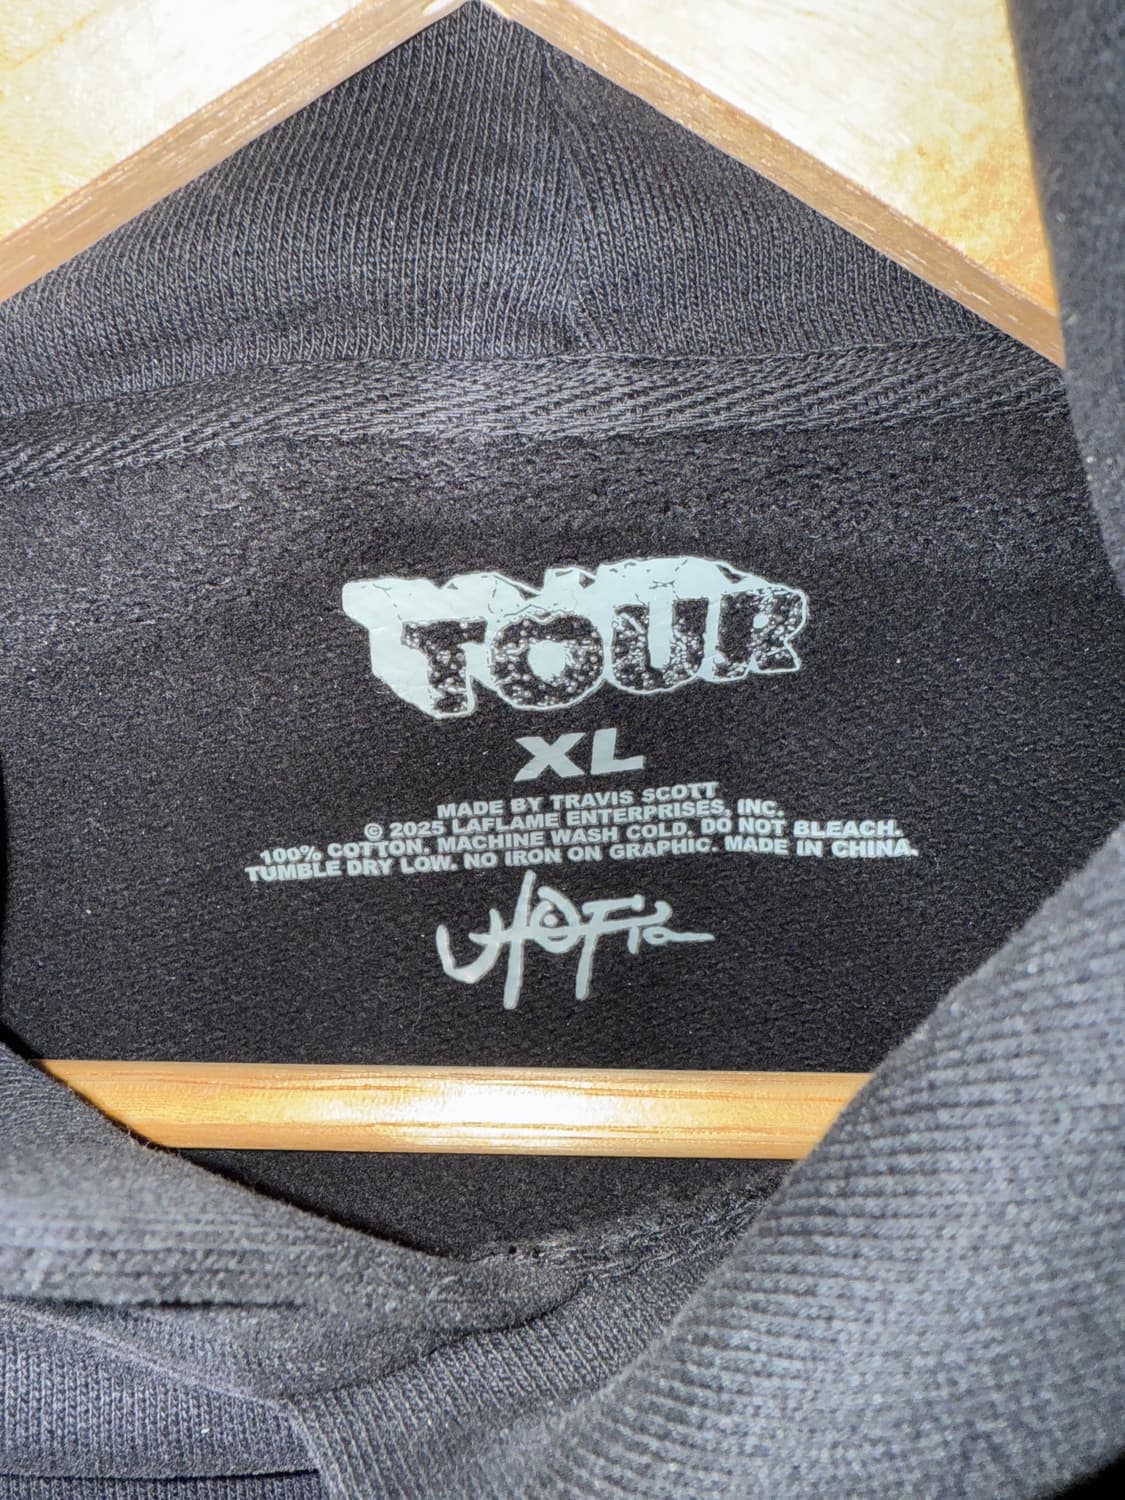 TOUR
XL
MADE BY TRAVIS SCOTT
© 2025 LAFLAME ENTERPRISES, INC.
100% COTTON. MACHINE WASH COLD. DO NOT BLEACH.
TUMBLE DRY LOW. NO IRON ON GRAPHIC. MADE IN CHINA.